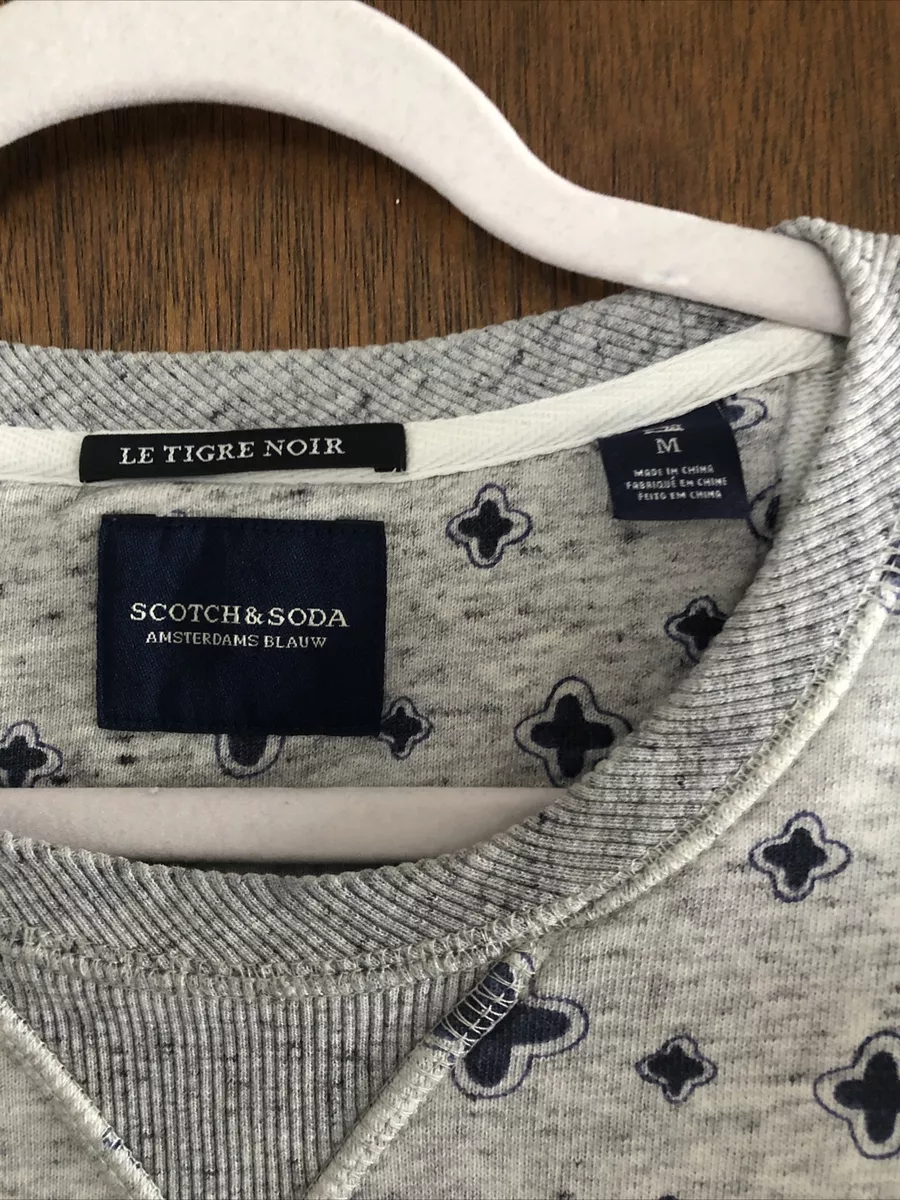 LE TIGRE NOIR
M
MADE IN CHINA
FABRIQUÉ EN CHINE
FEITO EM CHINA
SCOTCH & SODA
AMSTERDAMS BLAUW